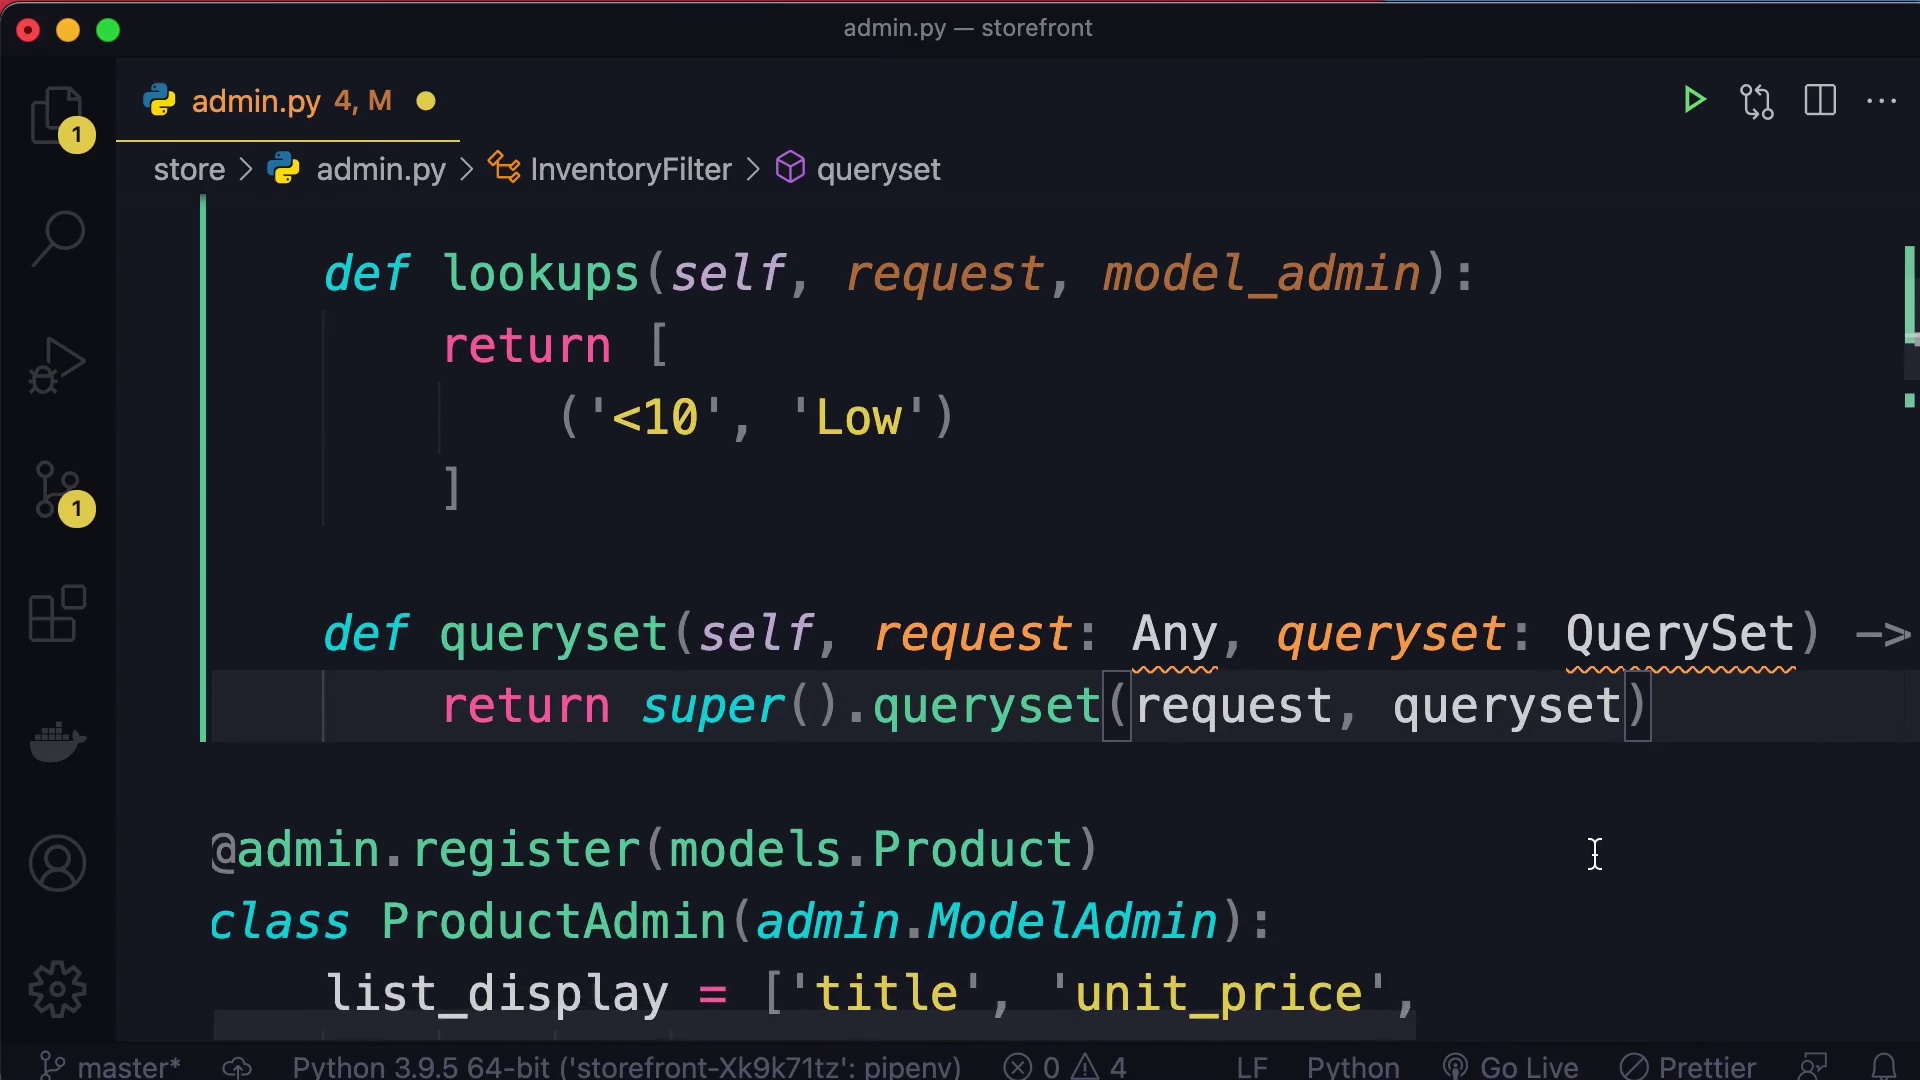 admin.py — storefront
admin.py 4, M
1
store > admin.py > InventoryFilter > queryset
def lookups(self, request, model_admin):
return [
('<10', 'Low')
]
1
def queryset(self, request: Any, queryset: QuerySet) ->
return super().queryset(request, queryset)
@admin.register(models.Product)
class ProductAdmin(admin.ModelAdmin):
list_display = ['title', 'unit_price',
master* Python 3.9.5 64-bit ('storefront-Xk9k71tz': pipenv) 0 4 LF Python Go Live Prettier